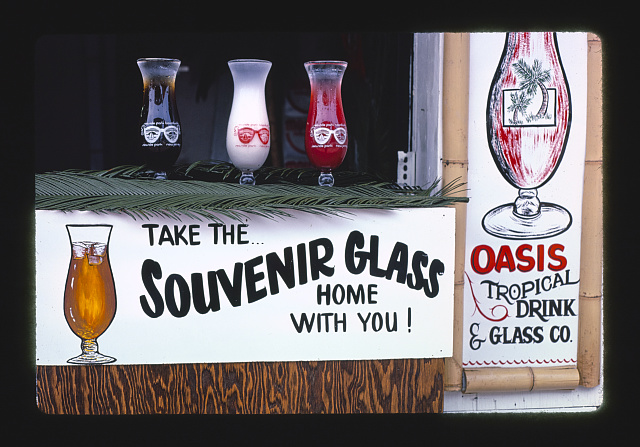 TAKE THE...
SOUVENIR GLASS
HOME
WITH YOU!
OASIS
TROPICAL
DRINK
& GLASS CO.